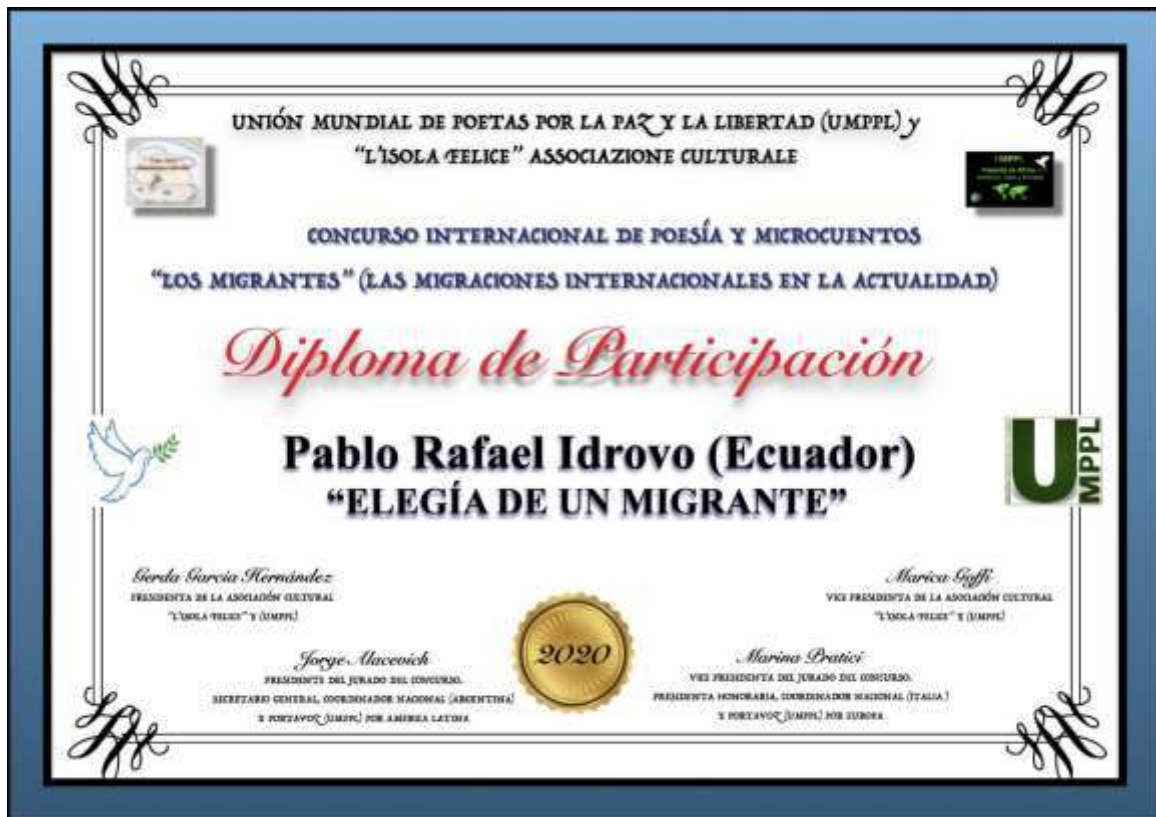 UNIÓN MUNDIAL DE POETAS POR LA PAZ Y LA LIBERTAD (UMPPL) y
"L'ISOLA FELICE" ASSOCIAZIONE CULTURALE
UMPPL
CONCURSO INTERNACIONAL DE POESÍA Y MICROCUENTOS
"LOS MIGRANTES" (LAS MIGRACIONES INTERNACIONALES EN LA ACTUALIDAD)
Diploma de Participación
Pablo Rafael Idrovo (Ecuador)
"ELEGÍA DE UN MIGRANTE"
UMPPL
Gerda García Hernández
PRESIDENTA DE LA ASOCIACIÓN CULTURAL
"L'ISOLA FELICE" Y (UMPPL)
Marica Goffi
VICE PRESIDENTA DE LA ASOCIACIÓN CULTURAL
"L'ISOLA FELICE" Y (UMPPL)
Jorge Alacevich
PRESIDENTE DEL JURADO DEL CONCURSO.
SECRETARIO GENERAL, COORDINADOR NACIONAL (ARGENTINA)
Y PORTAVOZ (UMPPL) POR AMERICA LATINA
2020
Marina Pratici
VICE PRESIDENTA DEL JURADO DEL CONCURSO.
PRESIDENTA HONORARIA, COORDINADOR NACIONAL (ITALIA )
Y PORTAVOZ (UMPPL) POR EUROPA